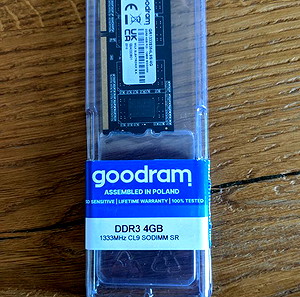 goodram
goodram
ASSEMBLED IN POLAND
SENSITIVE | LIFETIME WARRANTY | 100% TESTED
DDR3 4GB
1333MHz CL9 SODIMM SR